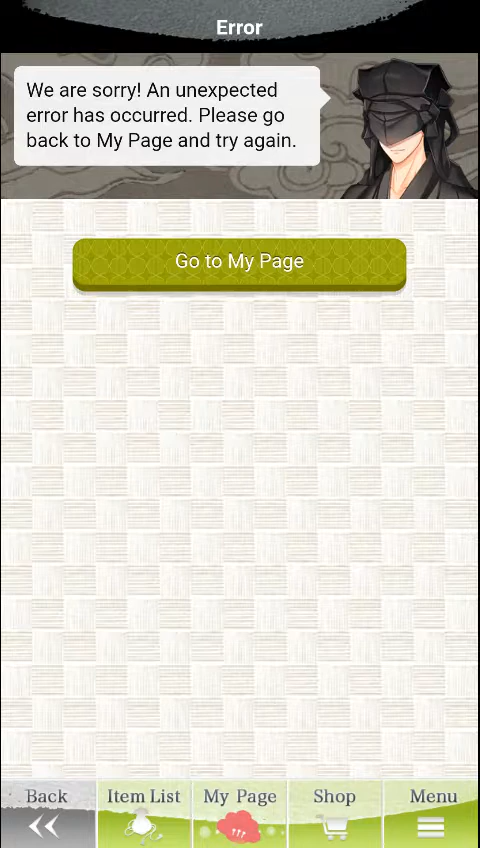 Error
We are sorry! An unexpected
error has occurred. Please go
back to My Page and try again.
Go to My Page
Back
Item List
My Page
Shop
Menu